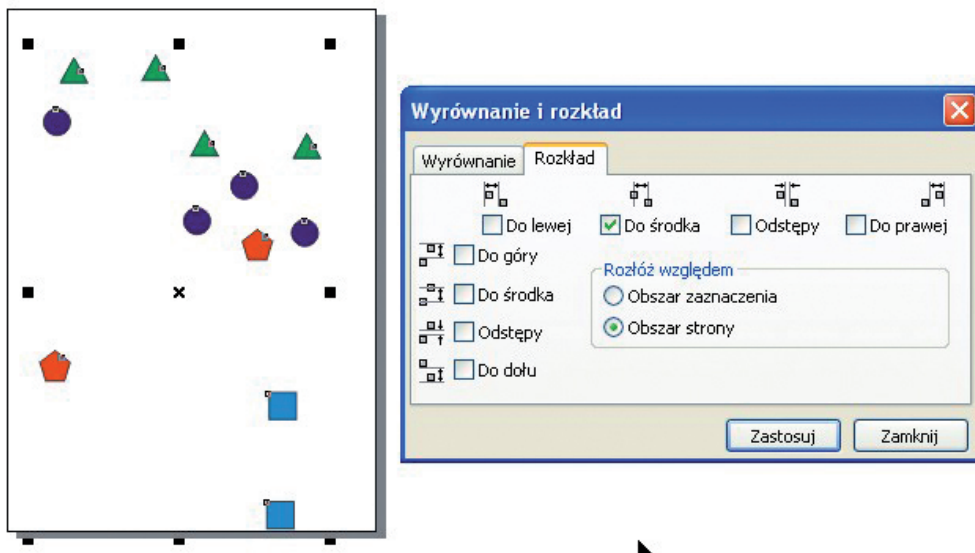 Wyrównanie i rozkład
Wyrównanie Rozkład
Do lewej Do środka Odstępy Do prawej
Do góry
Do środka
Odstępy
Do dołu
Rozłóż względem
Obszar zaznaczenia
Obszar strony
Zastosuj Zamknij